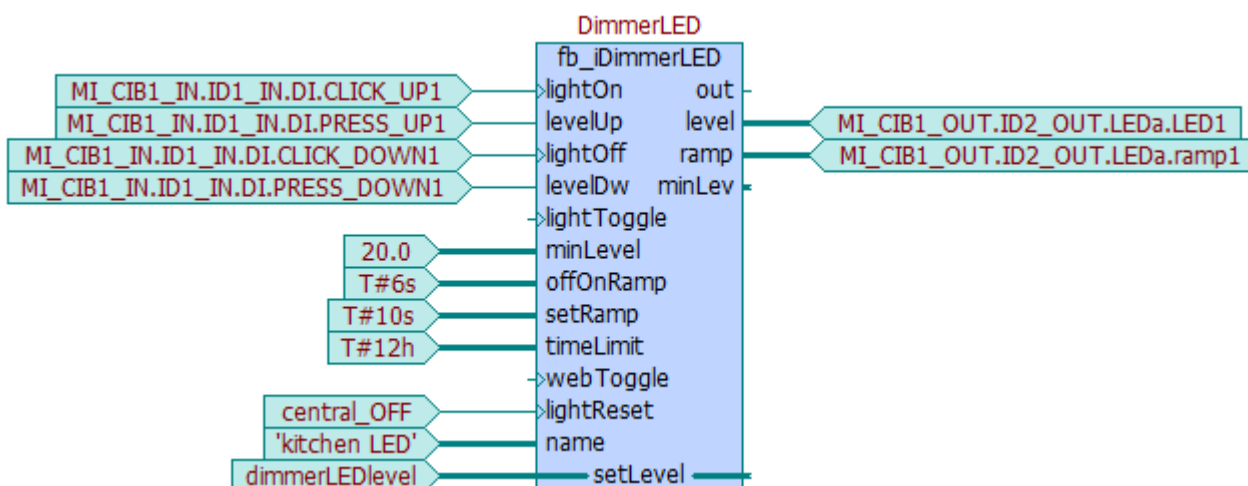 DimmerLED
fb_iDimmerLED
MI_CIB1_IN.ID1_IN.DI.CLICK_UP1 lightOn out
MI_CIB1_IN.ID1_IN.DI.PRESS_UP1 levelUp level MI_CIB1_OUT.ID2_OUT.LEDa.LED1
MI_CIB1_IN.ID1_IN.DI.CLICK_DOWN1 lightOff ramp MI_CIB1_OUT.ID2_OUT.LEDa.ramp1
MI_CIB1_IN.ID1_IN.DI.PRESS_DOWN1 levelDw minLev
lightToggle
20.0 minLevel
T#6s offOnRamp
T#10s setRamp
T#12h timeLimit
webToggle
central_OFF lightReset
'kitchen LED' name
dimmerLEDlevel setLevel